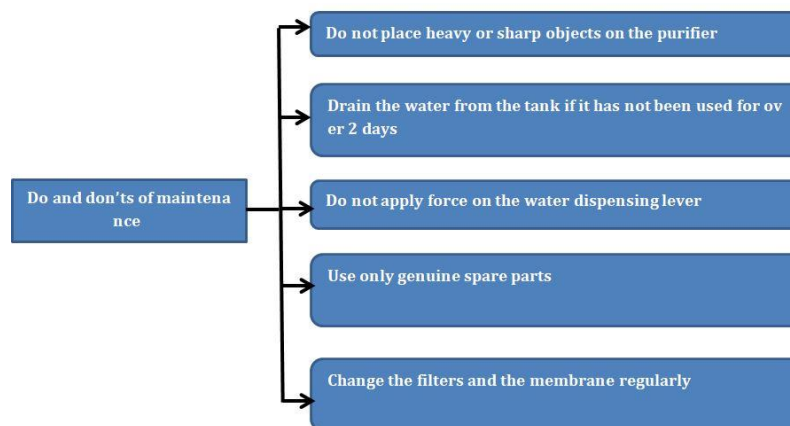 Do not place heavy or sharp objects on the purifier
Drain the water from the tank if it has not been used for ov
er 2 days
Do and don'ts of maintena
nce
Do not apply force on the water dispensing lever
Use only genuine spare parts
Change the filters and the membrane regularly